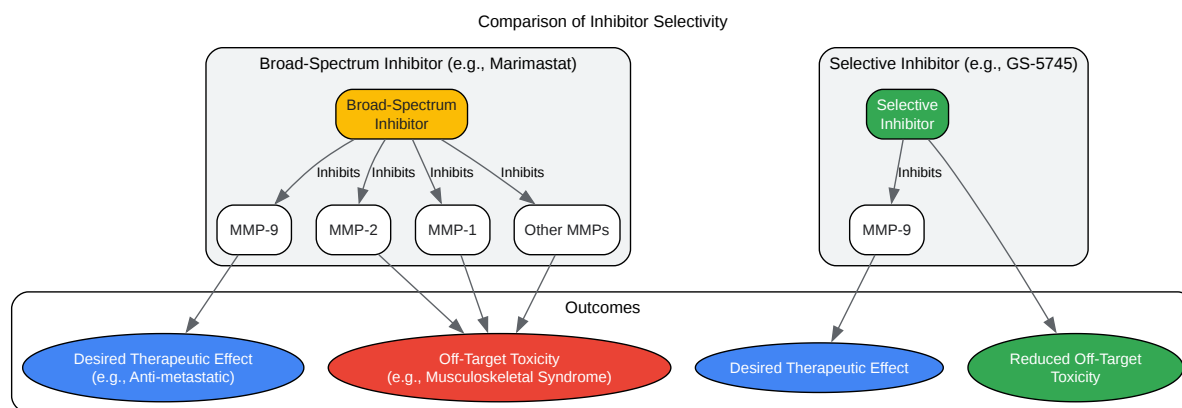 Comparison of Inhibitor Selectivity
Broad-Spectrum Inhibitor (e.g., Marimastat)
Broad-Spectrum
Inhibitor
Inhibits
Inhibits
Inhibits
Inhibits
MMP-9
MMP-2
MMP-1
Other MMPs
Selective Inhibitor (e.g., GS-5745)
Selective
Inhibitor
Inhibits
MMP-9
Outcomes
Desired Therapeutic Effect
(e.g., Anti-metastatic)
Off-Target Toxicity
(e.g., Musculoskeletal Syndrome)
Desired Therapeutic Effect
Reduced Off-Target
Toxicity